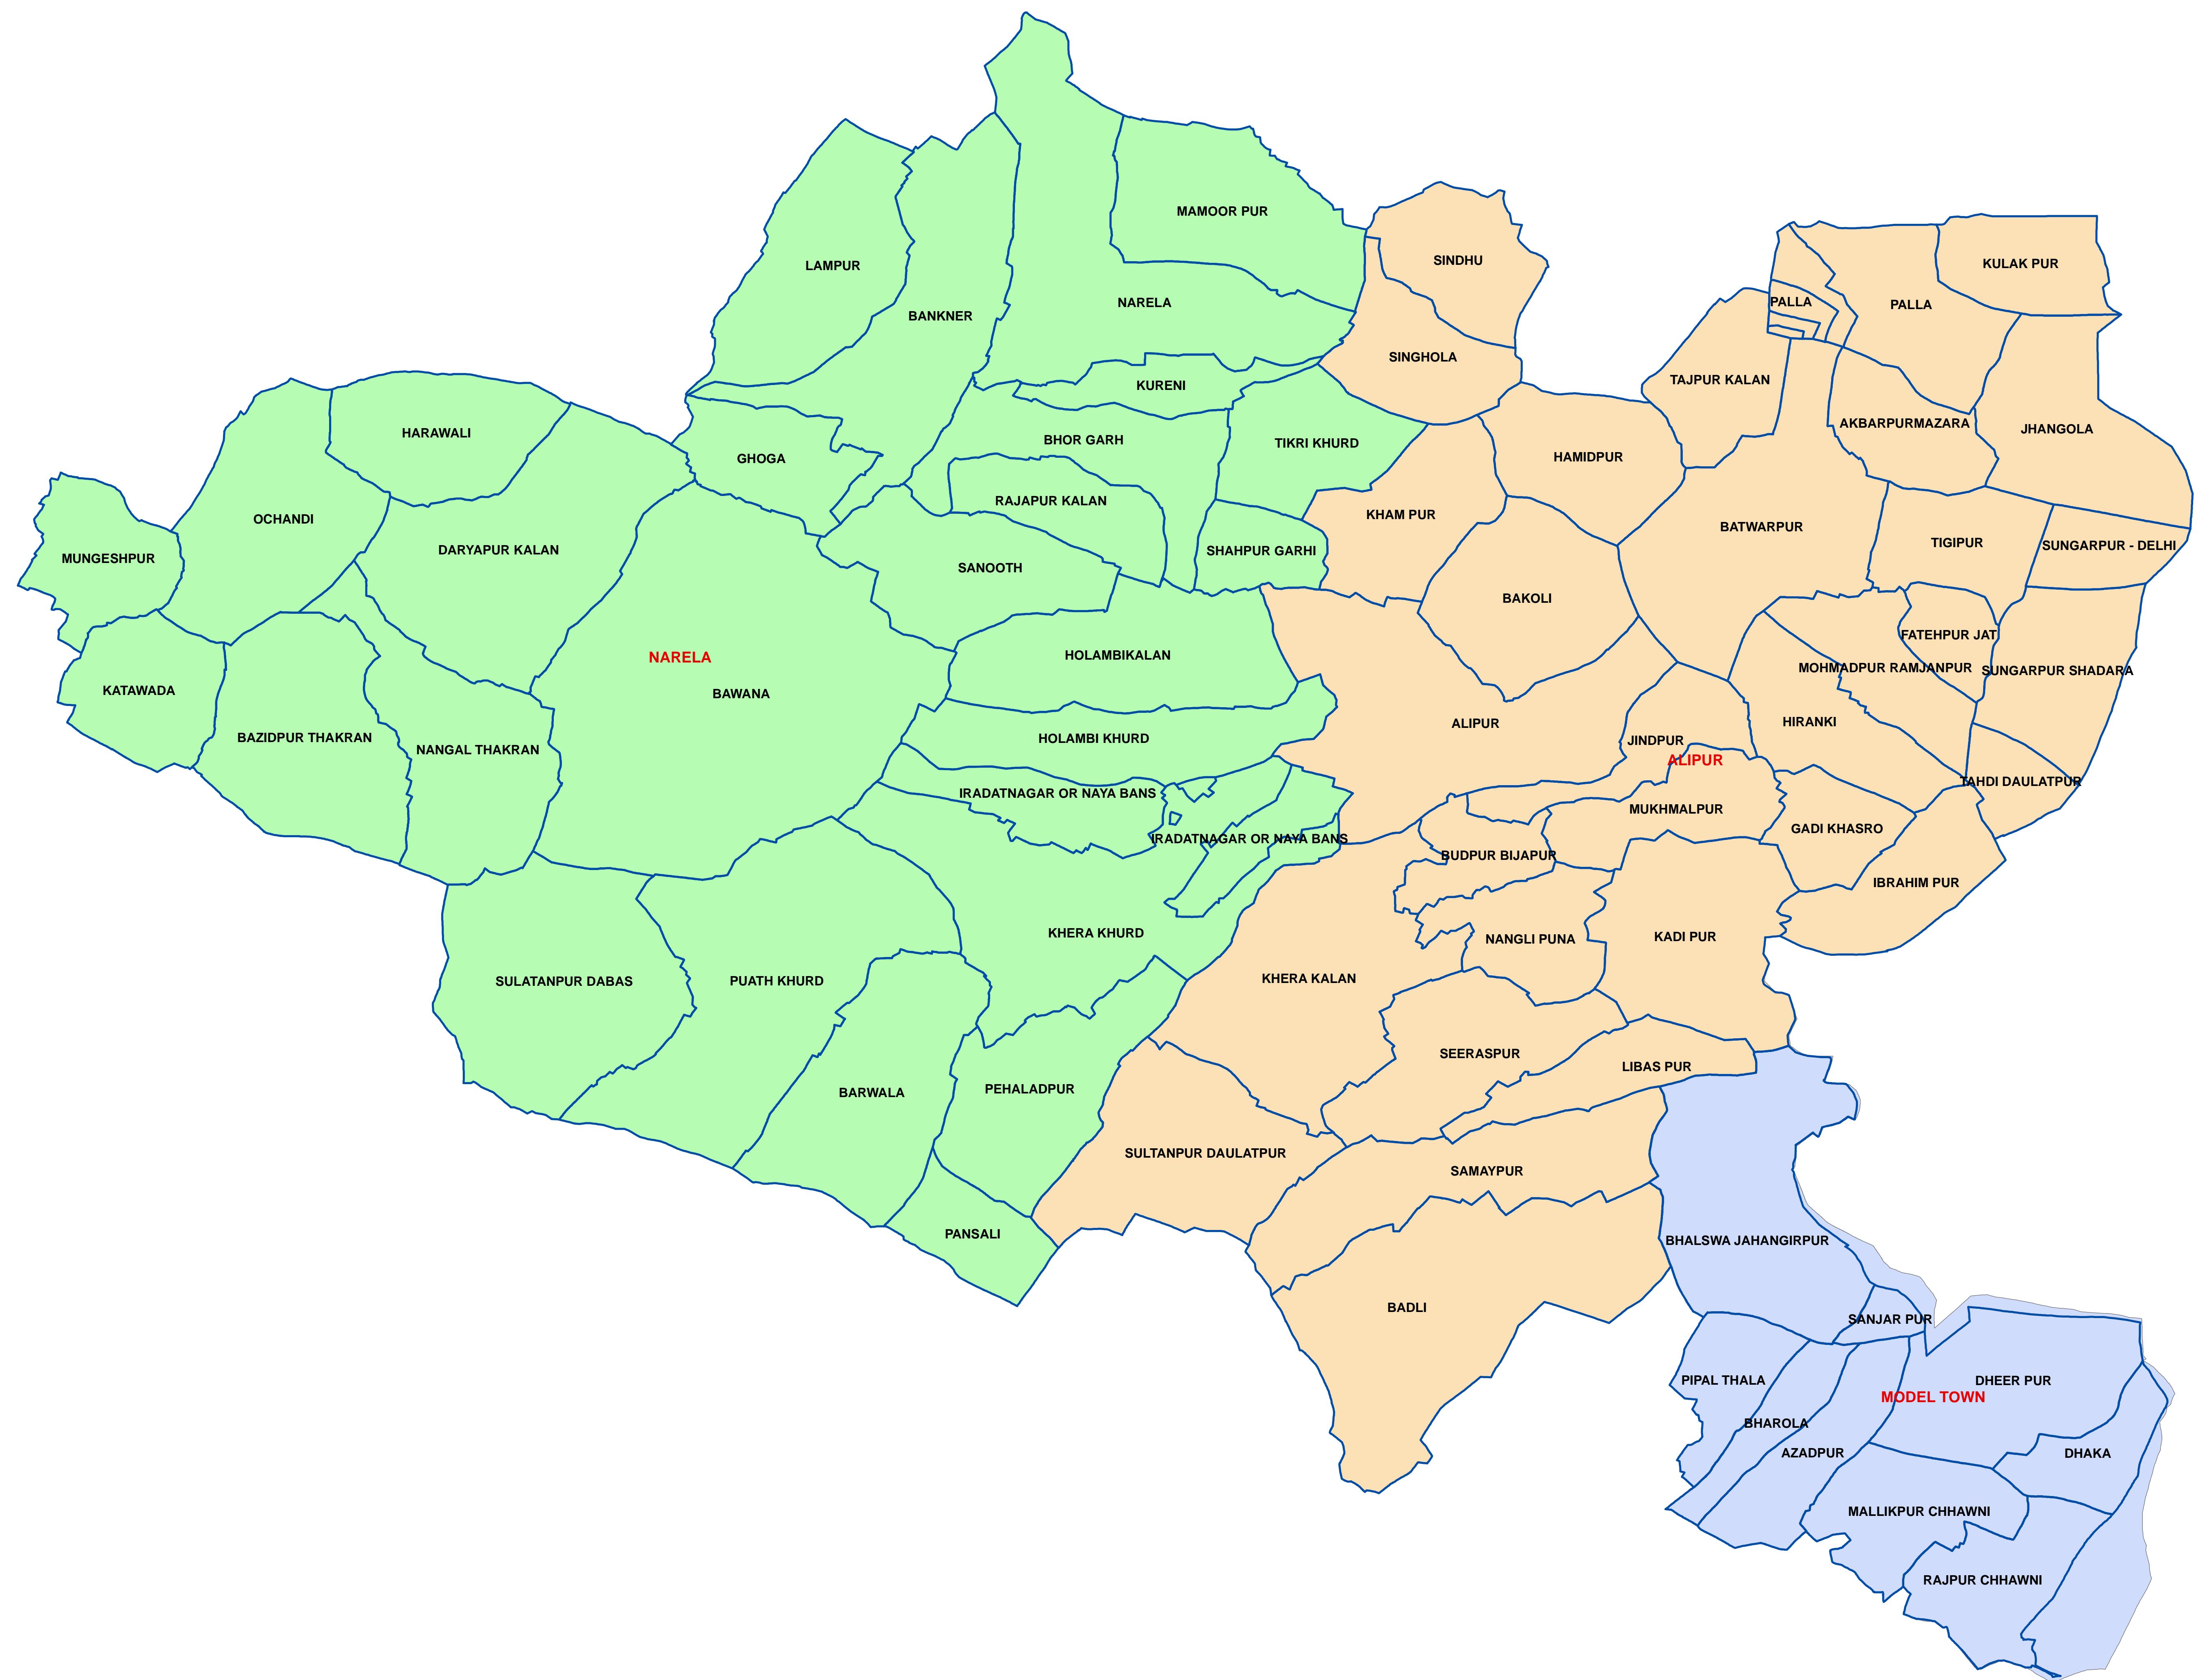 MAMOOR PUR
SINDHU
LAMPUR
KULAK PUR
NARELA
PALLA
PALLA
BANKNER
SINGHOLA
KURENI
TAJPUR KALAN
AKBARPURMAZARA
JHANGOLA
HARAWALI
BHOR GARH
TIKRI KHURD
GHOGA
HAMIDPUR
RAJAPUR KALAN
KHAM PUR
OCHANDI
BATWARPUR
TIGIPUR
SUNGARPUR - DELHI
DARYAPUR KALAN
SHAHPUR GARHI
MUNGESHPUR
SANOOTH
BAKOLI
FATEHPUR JAT
NARELA
HOLAMBIKALAN
MOHMADPUR RAMJANPUR
SUNGARPUR SHADARA
KATAWADA
BAWANA
ALIPUR
HIRANKI
BAZIDPUR THAKRAN
HOLAMBI KHURD
JINDPUR
NANGAL THAKRAN
ALIPUR
TAHDI DAULATPUR
IRADATNAGAR OR NAYA BANS
MUKHMALPUR
GADI KHASRO
IRADATNAGAR OR NAYA BANS
BUDPUR BIJAPUR
IBRAHIM PUR
KHERA KHURD
NANGLI PUNA
KADI PUR
SULATANPUR DABAS
PUATH KHURD
KHERA KALAN
SEERASPUR
LIBAS PUR
PEHALADPUR
BARWALA
SULTANPUR DAULATPUR
SAMAYPUR
PANSALI
BHALSWA JAHANGIRPUR
BADLI
SANJAR PUR
PIPAL THALA
DHEER PUR
MODEL TOWN
BHAROLA
AZADPUR
DHAKA
MALLIKPUR CHHAWNI
RAJPUR CHHAWNI